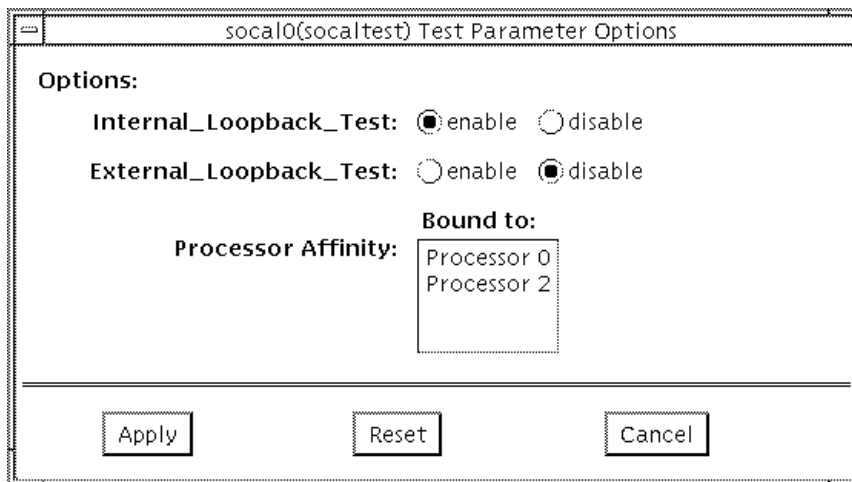 socal0(socaltest) Test Parameter Options
Options:
Internal_Loopback_Test: enable disable
External_Loopback_Test: enable disable
Bound to:
Processor Affinity:
Processor 0
Processor 2
Apply Reset Cancel